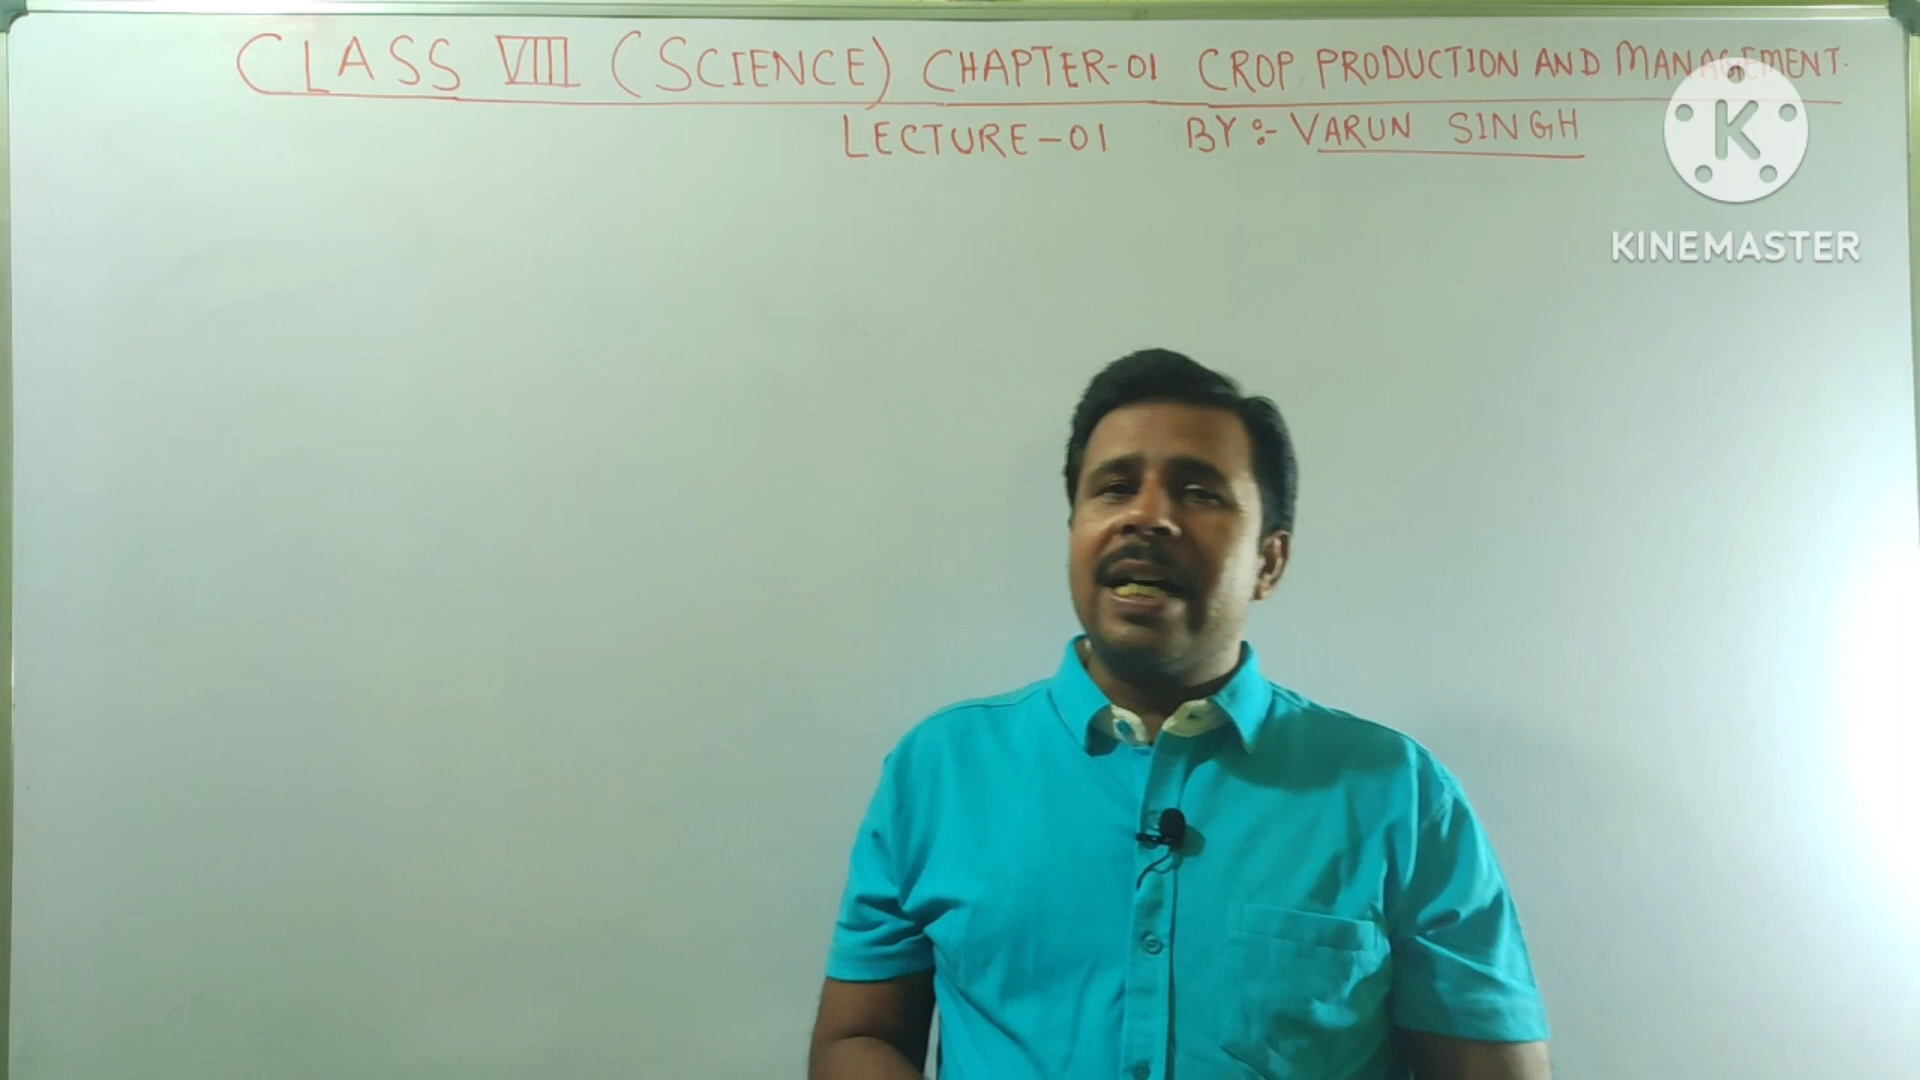 CLASS VIII (SCIENCE) CHAPTER-01 CROP PRODUCTION AND MANAGEMENT.
LECTURE-01 BY:- VARUN SINGH
K
KINEMASTER